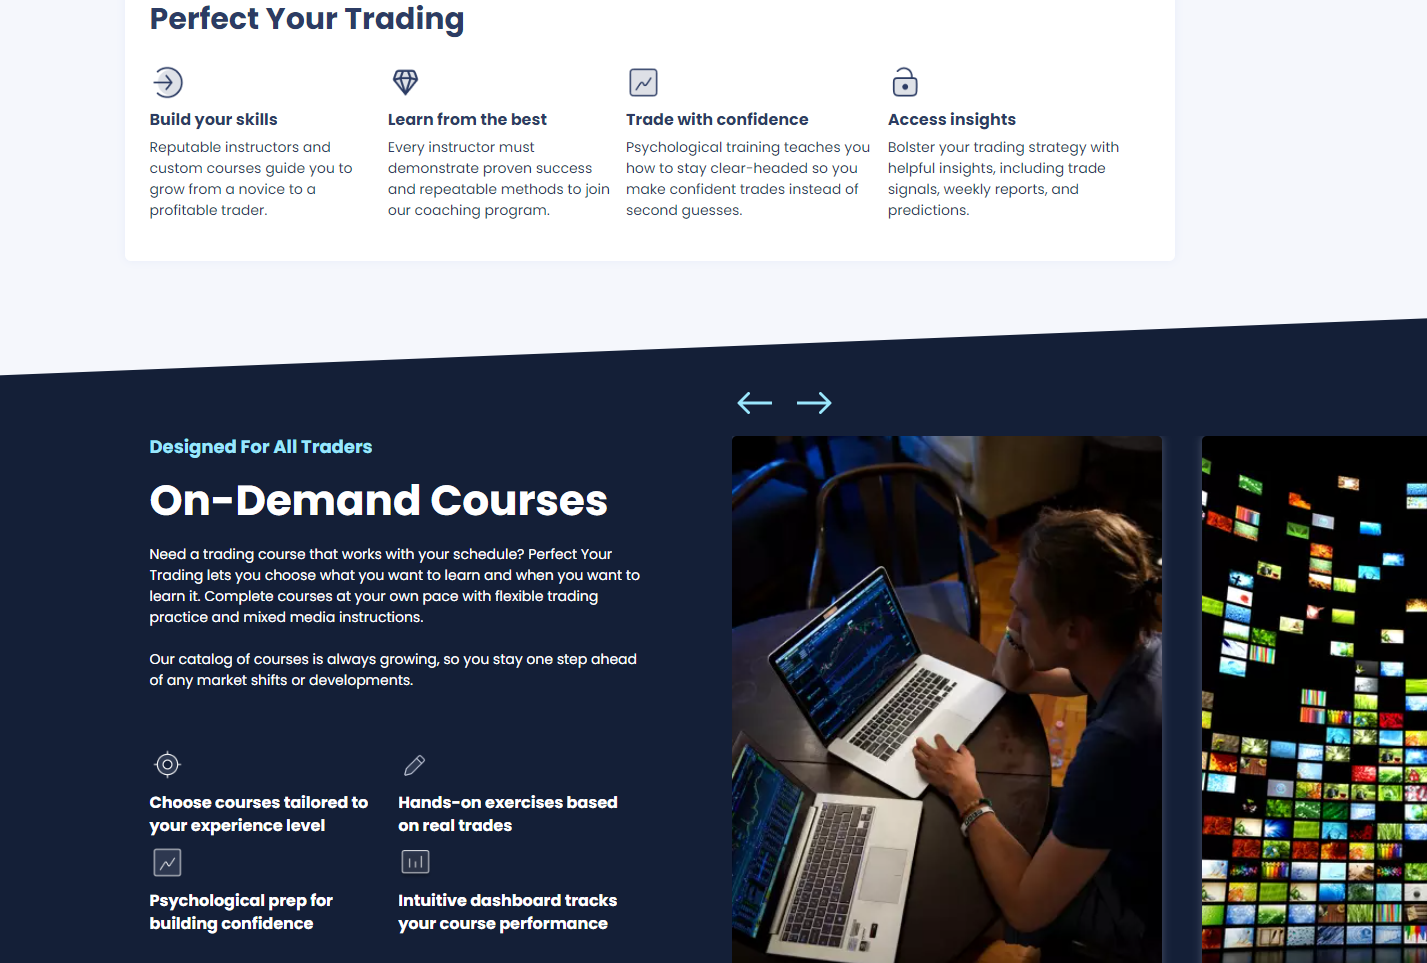 Perfect Your Trading
Build your skills
Reputable instructors and
custom courses guide you to
grow from a novice to a
profitable trader.
Learn from the best
Every instructor must
demonstrate proven success
and repeatable methods to join
our coaching program.
Trade with confidence
Psychological training teaches you
how to stay clear-headed so you
make confident trades instead of
second guesses.
Access insights
Bolster your trading strategy with
helpful insights, including trade
signals, weekly reports, and
predictions.
Designed For All Traders
On-Demand Courses
Need a trading course that works with your schedule? Perfect Your
Trading lets you choose what you want to learn and when you want to
learn it. Complete courses at your own pace with flexible trading
practice and mixed media instructions.
Our catalog of courses is always growing, so you stay one step ahead
of any market shifts or developments.
Choose courses tailored to
your experience level
Hands-on exercises based
on real trades
Psychological prep for
building confidence
Intuitive dashboard tracks
your course performance